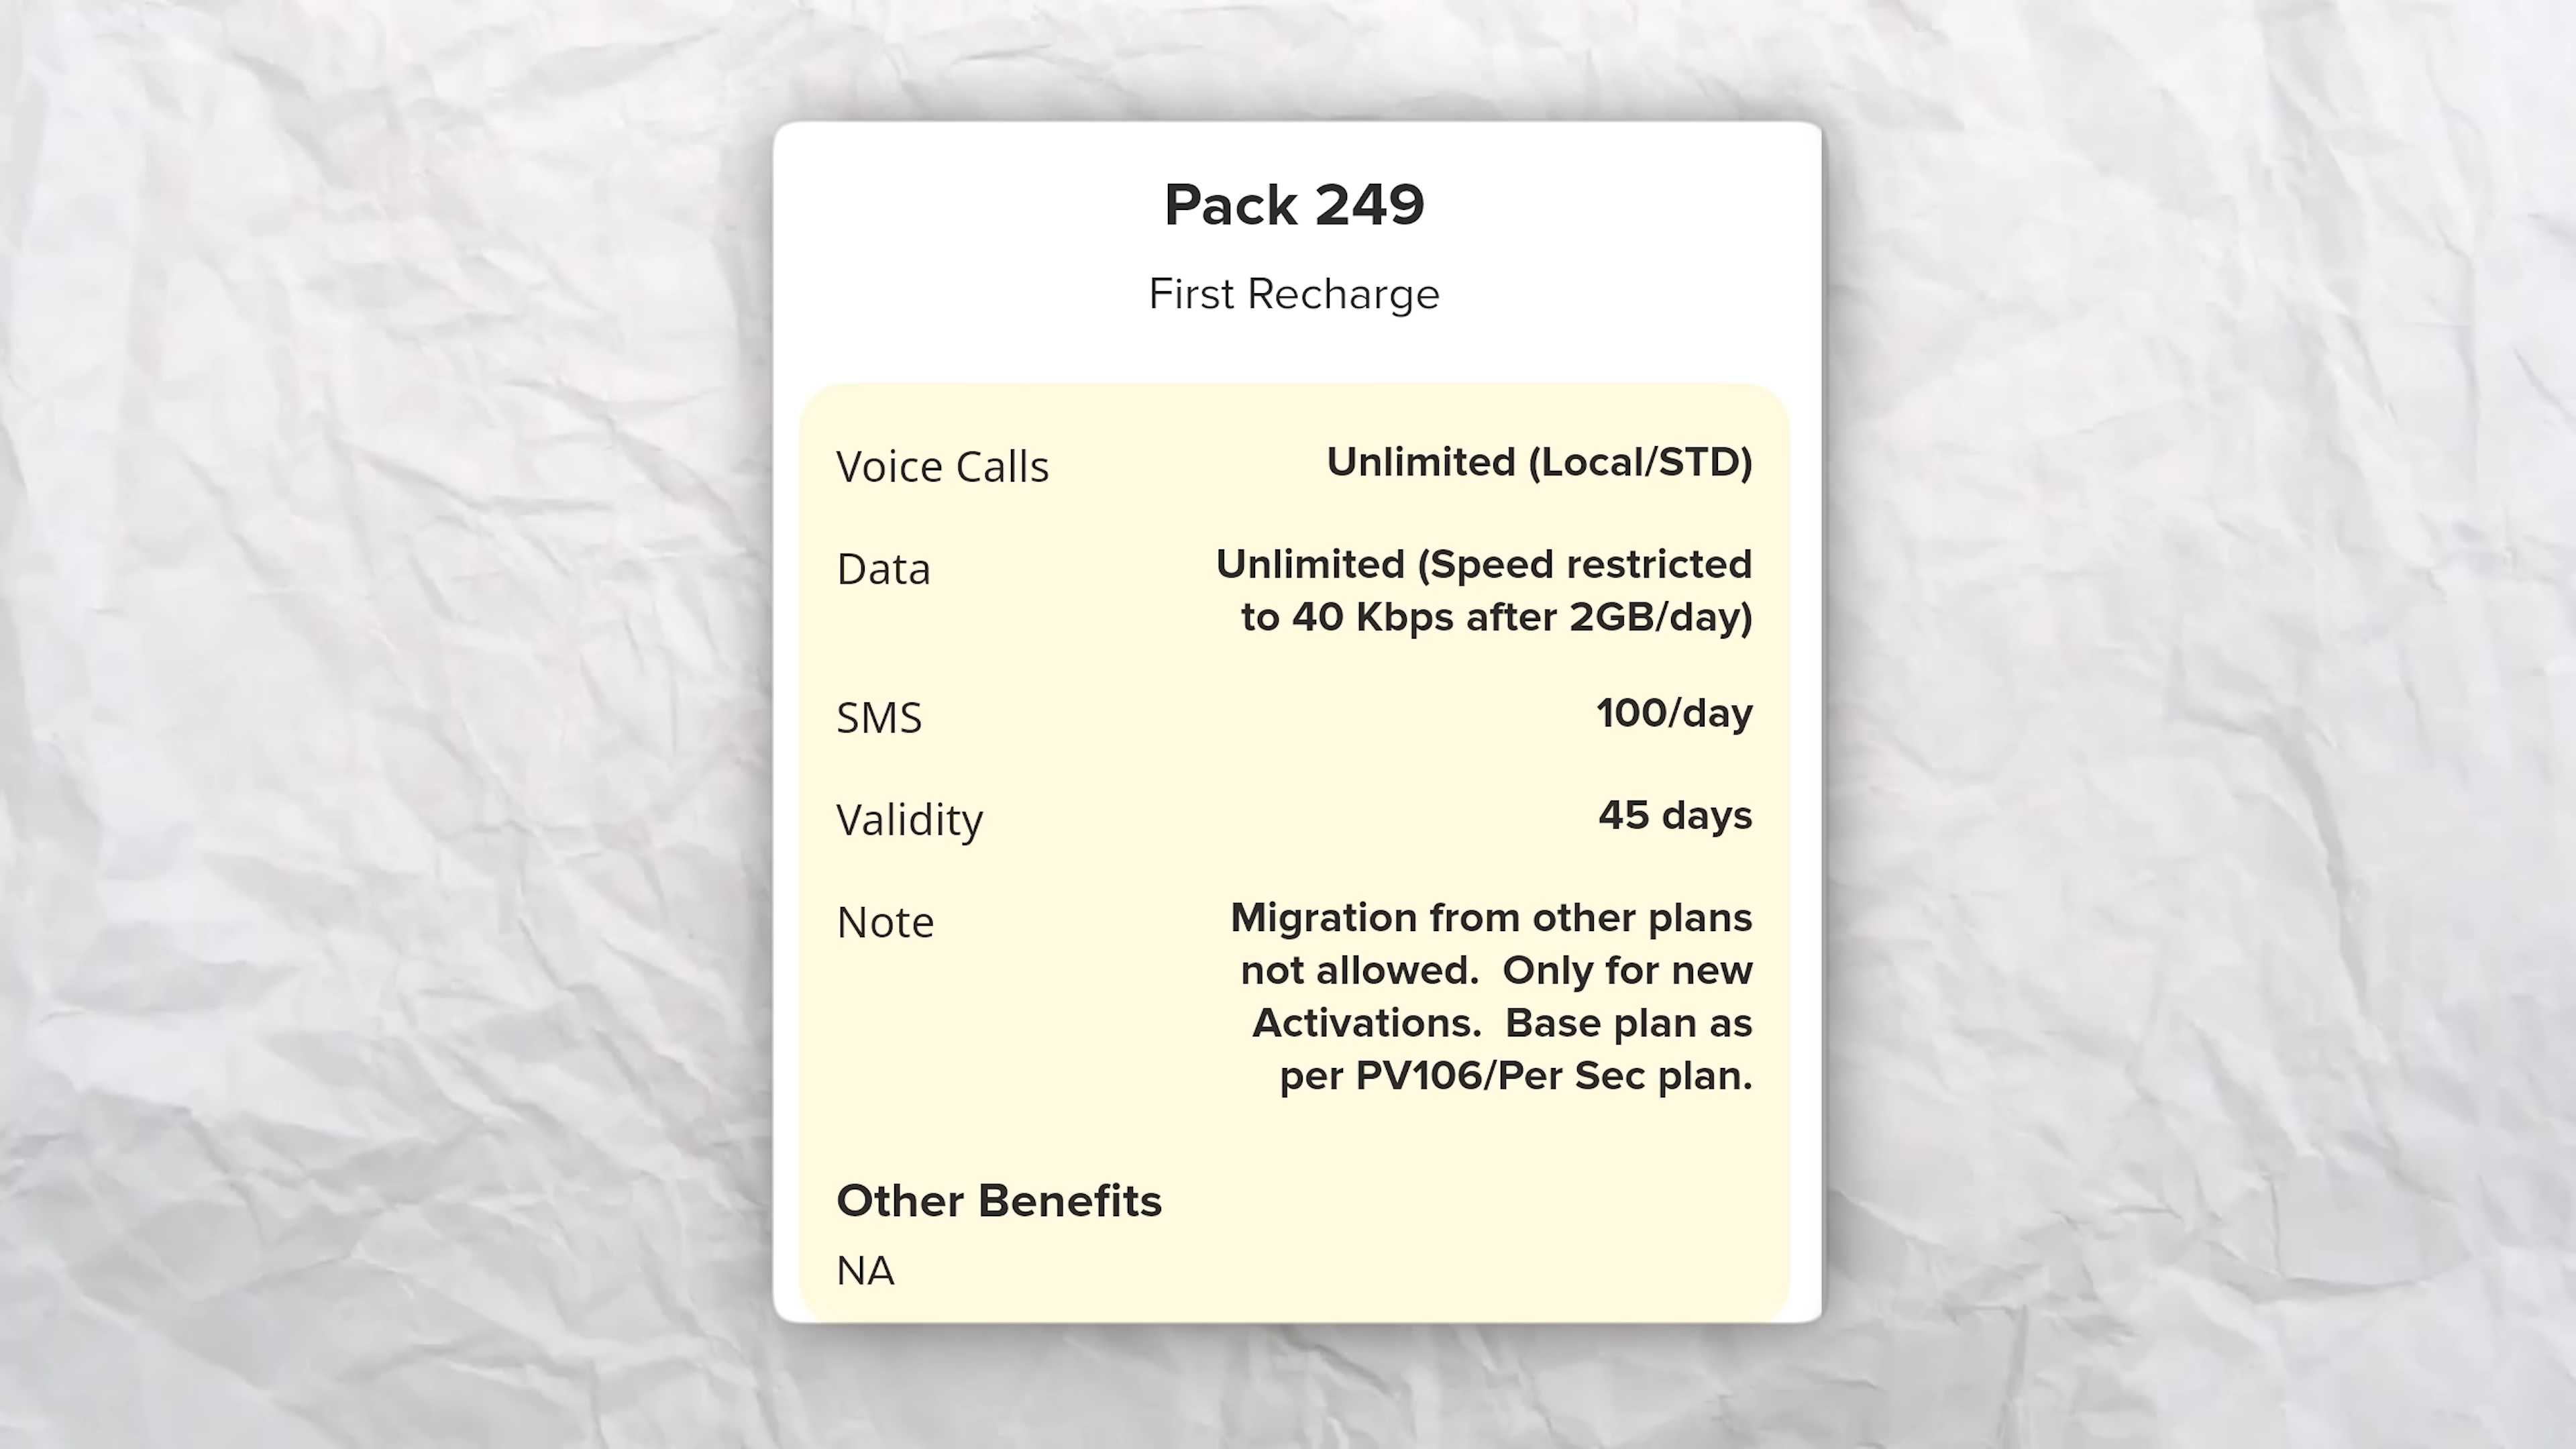 Pack 249
First Recharge
Voice Calls Unlimited (Local/STD)
Data Unlimited (Speed restricted
to 40 Kbps after 2GB/day)
SMS 100/day
Validity 45 days
Note Migration from other plans
not allowed.  Only for new
Activations.  Base plan as
per PV106/Per Sec plan.
Other Benefits
NA